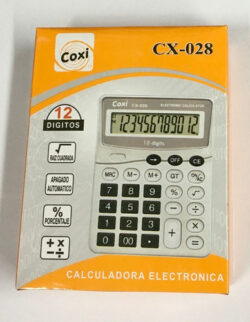 Coxi
CX-028
12
DIGITOS
Coxi
CX-028
ELECTRONIC CALCULATOR
123456789012
12-digits
→
OFF
CE
√
RAIZ CUADRADA
MRC
M−
M+
GT
APAGADO
AUTOMATICO
7
8
9
%
√
4
5
6
×
÷
%
PORCENTAJE
1
2
3
+
−
0
00
.
=
+ ×
− ÷
CALCULADORA ELECTRONICA